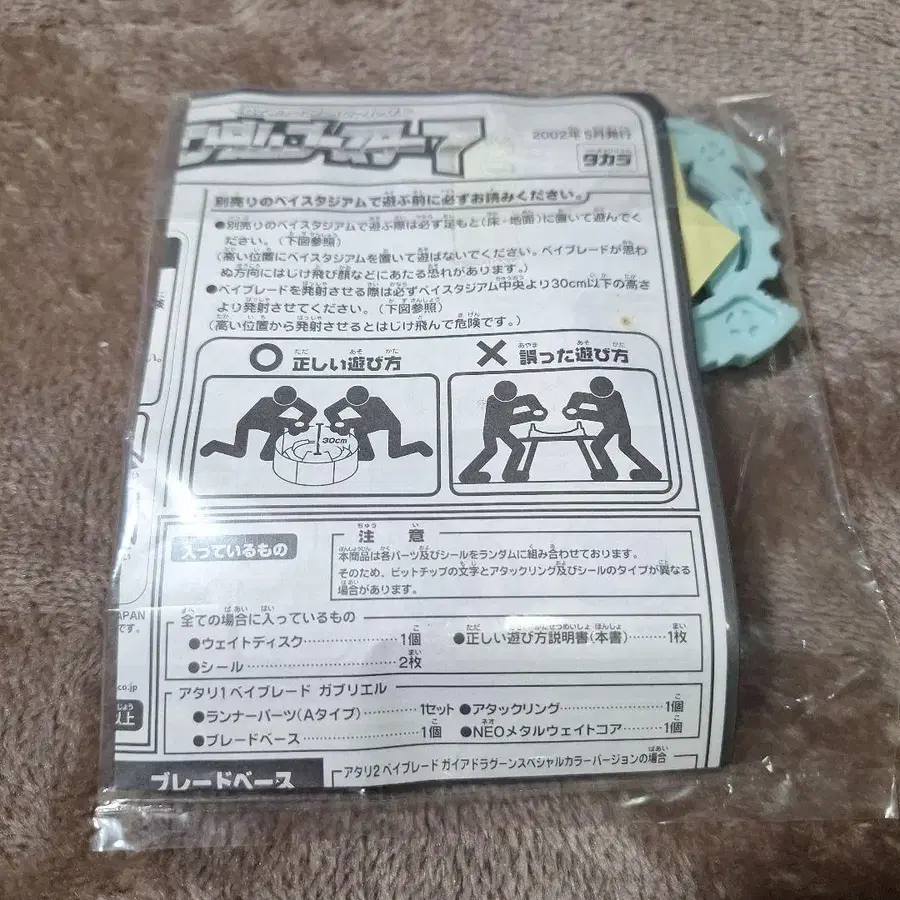 2002年5月発行
タカラ
別売りのベイスタジアムで遊ぶ前に必ずお読みください。
●別売りのベイスタジアムで遊ぶ際は必ず足もと(床・地面)に置いて遊んでく
ださい。(下図参照)
(高い位置にベイスタジアムを置いて遊ばないでください。ベイブレードが思わ
ぬ方向にはじけ飛び顔などにあたる恐れがあります。)
●ベイブレードを発射させる際は必ずベイスタジアム中央より30cm以下の高さ
より発射させてください。(下図参照)
(高い位置から発射させるとはじけ飛んで危険です。)
○ 正しい遊び方
× 誤った遊び方
30cm
入っているもの
注 意
本商品は各パーツ及びシールをランダムに組み合わせております。
そのため、ビットチップの文字とアタックリング及びシールのタイプが異なる
場合があります。
全ての場合に入っているもの
●ウェイトディスク……1個
●正しい遊び方説明書(本書)……1枚
●シール……2枚
アタリ1 ベイブレード ガブリエル
●ランナーパーツ(Aタイプ)……1セット
●アタックリング……1個
●ブレードベース……1個
●NEOメタルウェイトコア……1個
アタリ2 ベイブレード ガイアドラグーンスペシャルカラーバージョンの場合
ブレードベース
JAPAN
です。
co.jp
以上